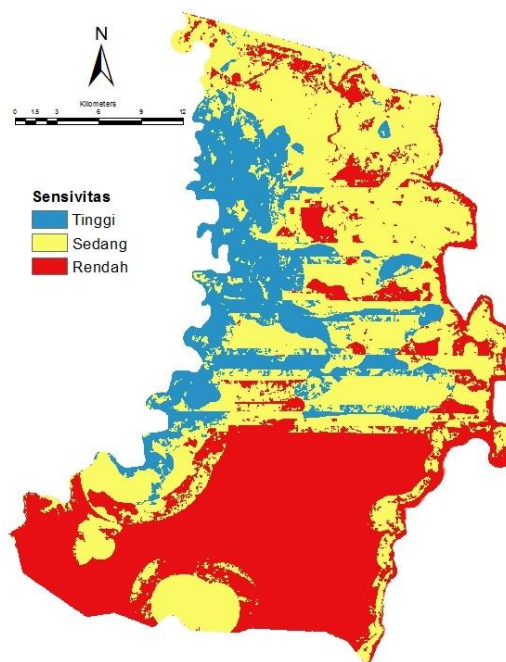 N
Kilometers
0 1.5 3 6 9 12
Sensivitas
Tinggi
Sedang
Rendah